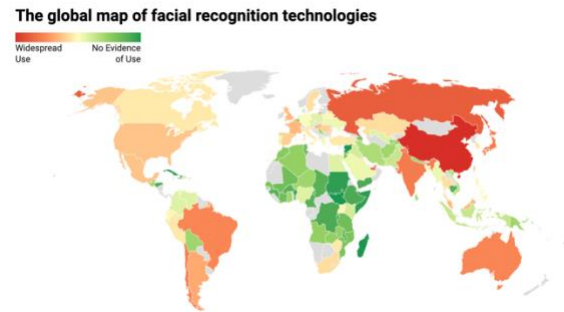 The global map of facial recognition technologies
Widespread No Evidence
Use of Use